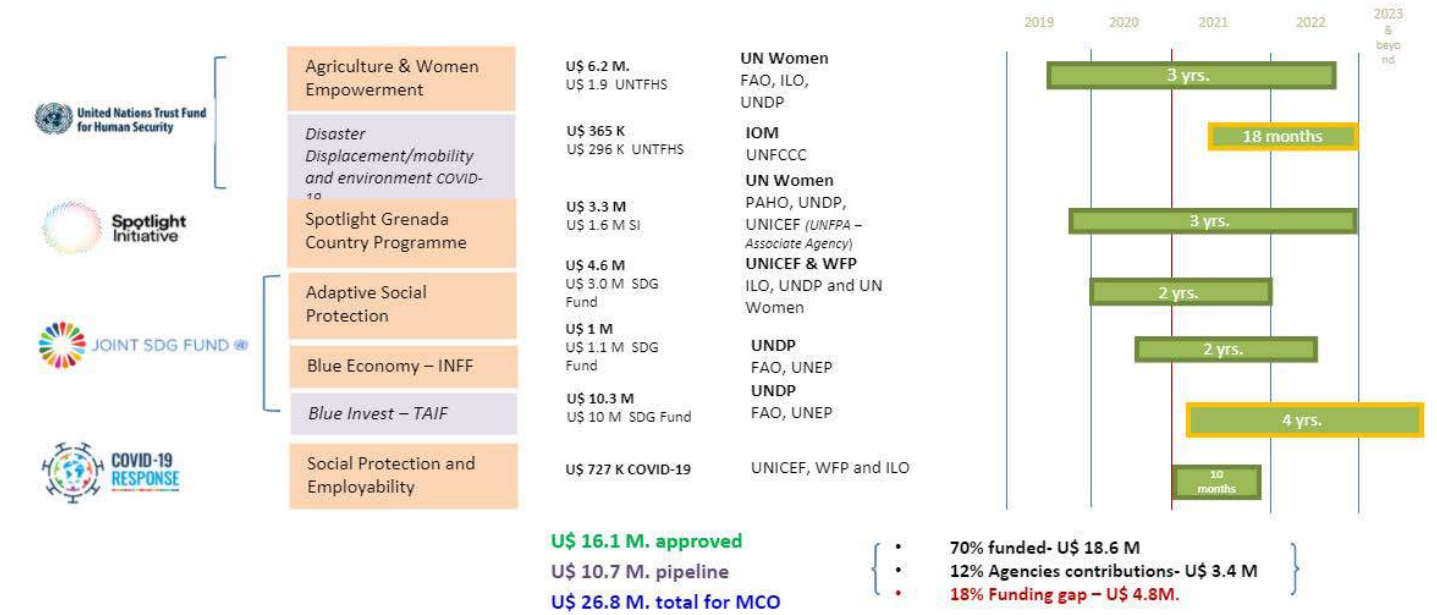 2019
2020
2021
2022
2023
&
beyo
nd
United Nations Trust Fund
for Human Security
Agriculture & Women
Empowerment
U$ 6.2 M.
U$ 1.9 UNTFHS
UN Women
FAO, ILO,
UNDP
3 yrs.
Disaster
Displacement/mobility
and environment COVID-
19
U$ 365 K
U$ 296 K UNTFHS
IOM
UNFCCC
18 months
Spotlight
Initiative
Spotlight Grenada
Country Programme
U$ 3.3 M
U$ 1.6 M SI
UN Women
PAHO, UNDP,
UNICEF (UNFPA –
Associate Agency)
3 yrs.
JOINT SDG FUND
Adaptive Social
Protection
U$ 4.6 M
U$ 3.0 M SDG
Fund
UNICEF & WFP
ILO, UNDP and UN
Women
2 yrs.
Blue Economy – INFF
U$ 1 M
U$ 1.1 M SDG
Fund
UNDP
FAO, UNEP
2 yrs.
Blue Invest – TAIF
U$ 10.3 M
U$ 10 M SDG Fund
UNDP
FAO, UNEP
4 yrs.
COVID-19
RESPONSE
Social Protection and
Employability
U$ 727 K COVID-19
UNICEF, WFP and ILO
10
months
U$ 16.1 M. approved
U$ 10.7 M. pipeline
U$ 26.8 M. total for MCO
• 70% funded- U$ 18.6 M
• 12% Agencies contributions- U$ 3.4 M
• 18% Funding gap – U$ 4.8M.